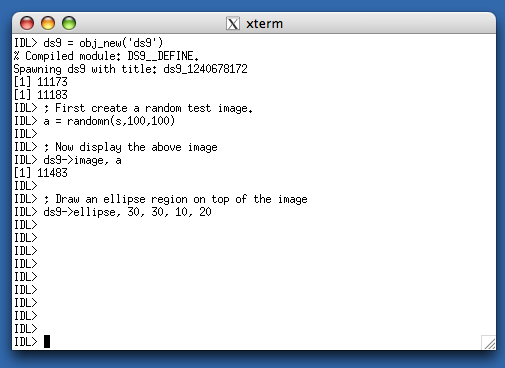 xterm
IDL> ds9 = obj_new('ds9')
% Compiled module: DS9__DEFINE.
Spawning ds9 with title: ds9_1240678172
[1] 11173
[1] 11183
IDL> ; First create a random test image.
IDL> a = randomn(s,100,100)
IDL>
IDL> ; Now display the above image
IDL> ds9->image, a
[1] 11483
IDL>
IDL> ; Draw an ellipse region on top of the image
IDL> ds9->ellipse, 30, 30, 10, 20
IDL>
IDL>
IDL>
IDL>
IDL>
IDL>
IDL>
IDL>
IDL>
IDL>